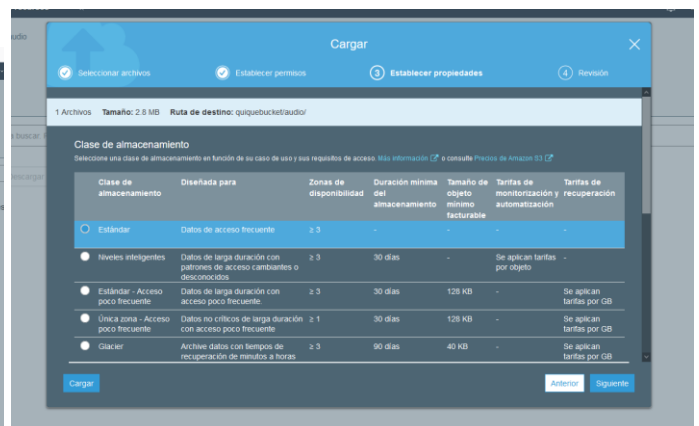 Cargar
Seleccionar archivos
Establecer permisos
3 Establecer propiedades
4 Revisión
1 Archivos Tamaño: 2.8 MB Ruta de destino: quiquebucket/audio/
Clase de almacenamiento
Seleccione una clase de almacenamiento en función de su caso de uso y sus requisitos de acceso. Más información o consulte Precios de Amazon S3
Clase de almacenamiento Diseñada para Zonas de disponibilidad Duración mínima del almacenamiento Tamaño de objeto mínimo facturable Tarifas de monitorización y automatización Tarifas de recuperación
Estándar Datos de acceso frecuente ≥ 3 - - - -
Niveles inteligentes Datos de larga duración con patrones de acceso cambiantes o desconocidos ≥ 3 30 días - Se aplican tarifas por objeto -
Estándar - Acceso poco frecuente Datos de larga duración con acceso poco frecuente. ≥ 3 30 días 128 KB - Se aplican tarifas por GB
Única zona - Acceso poco frecuente Datos no críticos de larga duración con acceso poco frecuente ≥ 1 30 días 128 KB - Se aplican tarifas por GB
Glacier Archive datos con tiempos de recuperación de minutos a horas ≥ 3 90 días 40 KB - Se aplican tarifas por GB
Cargar
Anterior
Siguiente